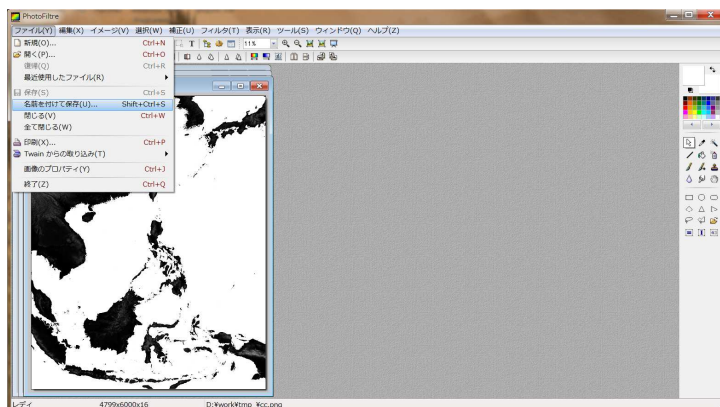 PhotoFiltre
ファイル(Y) 編集(X) イメージ(V) 選択(W) 補正(U) フィルタ(T) 表示(R) ツール(S) ウィンドウ(Q) ヘルプ(Z)
新規(O)... Ctrl+N
開く(P)... Ctrl+O
復帰(Q) Ctrl+R
最近使用したファイル(R)
保存(S) Ctrl+S
名前を付けて保存(U)... Shift+Ctrl+S
閉じる(V) Ctrl+W
全て閉じる(W)
印刷(X)... Ctrl+P
Twain からの取り込み(T)
画像のプロパティ(Y) Ctrl+J
終了(Z) Ctrl+Q
T 11%
レディ 4799x6000x16 D:¥work¥tmp_¥cc.png